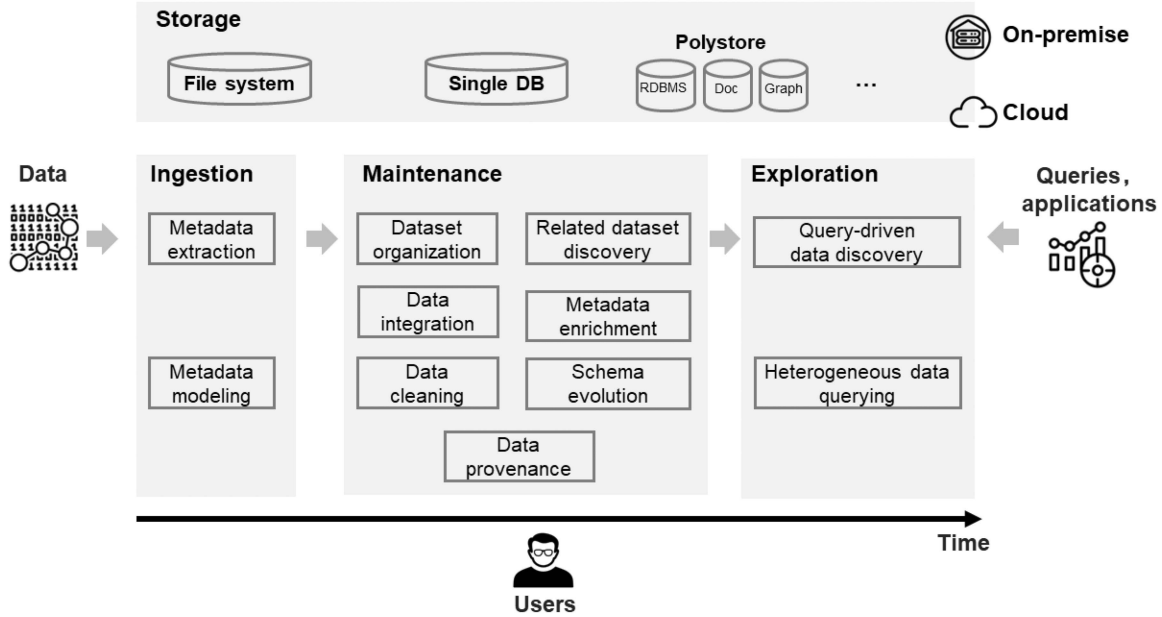 Storage
On-premise
Polystore
File system
Single DB
RDBMS
Doc
Graph
...
Cloud
Data
Ingestion
Maintenance
Exploration
Queries,
applications
Metadata
extraction
Dataset
organization
Related dataset
discovery
Query-driven
data discovery
Data
integration
Metadata
enrichment
Metadata
modeling
Data
cleaning
Schema
evolution
Heterogeneous data
querying
Data
provenance
Time
Users